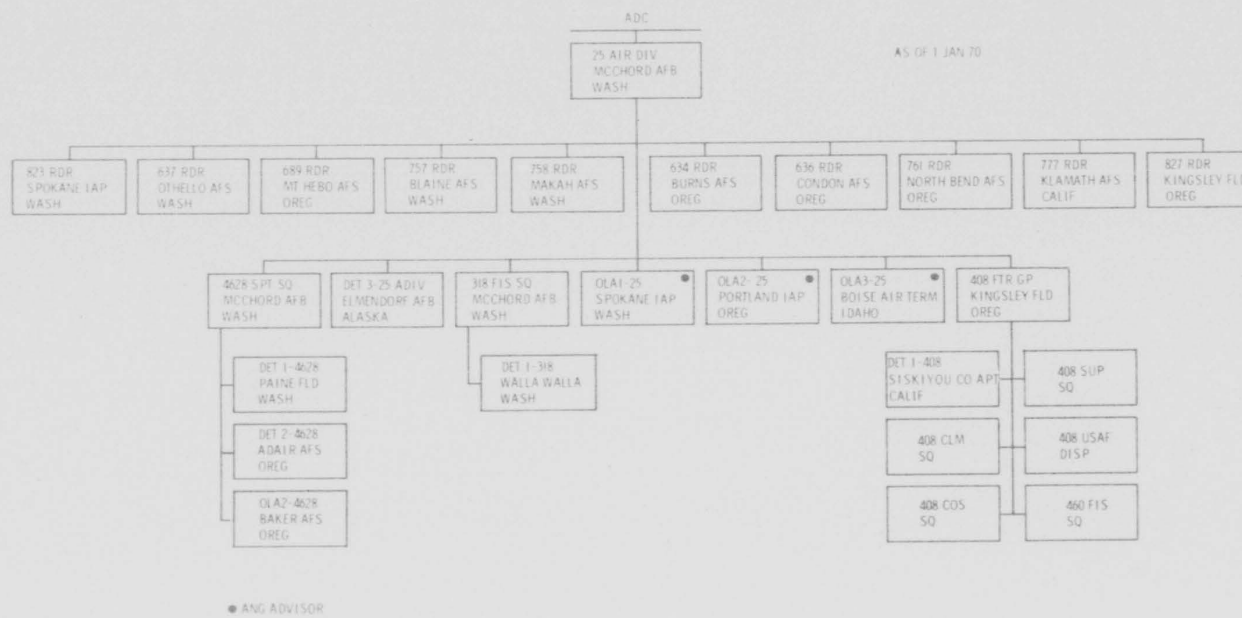 ADC
25 AIR DIV
MCCHORD AFB
WASH
AS OF 1 JAN 70
823 RDR
SPOKANE IAP
WASH
637 RDR
OTHELLO AFS
WASH
689 RDR
MT HEBO AFS
OREG
757 RDR
BLAINE AFS
WASH
758 RDR
MAKAH AFS
WASH
634 RDR
BURNS AFS
OREG
636 RDR
CONDON AFS
OREG
761 RDR
NORTH BEND AFS
OREG
777 RDR
KLAMATH AFS
CALIF
827 RDR
KINGSLEY FLD
OREG
4628 SPT SQ
MCCHORD AFB
WASH
DET 3-25 ADIV
ELMENDORF AFB
ALASKA
318 FIS SQ
MCCHORD AFB
WASH
OLA1-25
SPOKANE IAP
WASH
OLA2-25
PORTLAND IAP
OREG
OLA3-25
BOISE AIR TERM
IDAHO
408 FTR GP
KINGSLEY FLD
OREG
DET 1-4628
PAINE FLD
WASH
DET 2-4628
ADAIR AFS
OREG
OLA2-4628
BAKER AFS
OREG
DET 1-318
WALLA WALLA
WASH
DET 1-408
SISKIYOU CO APT
CALIF
408 SUP
SQ
408 CLM
SQ
408 USAF
DISP
408 COS
SQ
460 FIS
SQ
● ANG ADVISOR